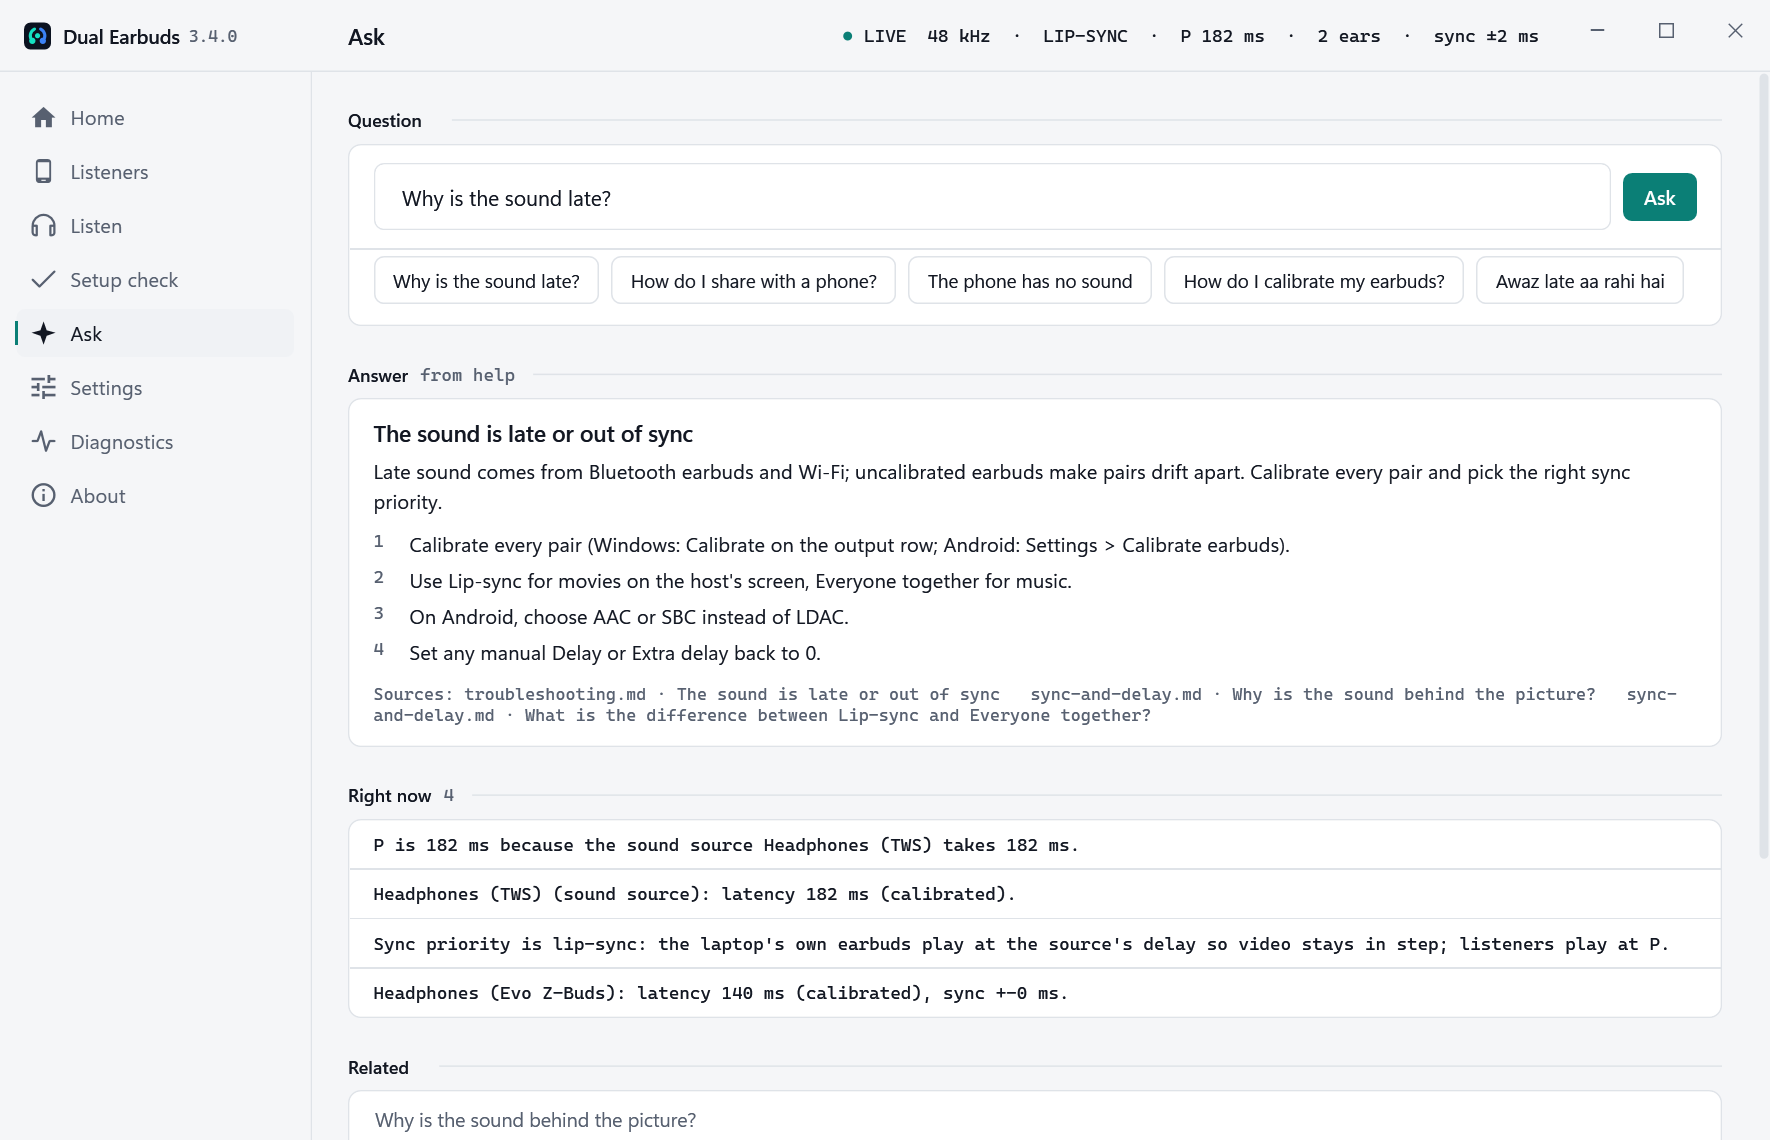 Dual Earbuds 3.4.0
Ask
LIVE 48 kHz · LIP-SYNC · P 182 ms · 2 ears · sync ±2 ms
Home
Listeners
Listen
Setup check
Ask
Settings
Diagnostics
About
Question
Why is the sound late?
Ask
Why is the sound late?
How do I share with a phone?
The phone has no sound
How do I calibrate my earbuds?
Awaz late aa rahi hai
Answer from help
The sound is late or out of sync
Late sound comes from Bluetooth earbuds and Wi-Fi; uncalibrated earbuds make pairs drift apart. Calibrate every pair and pick the right sync
priority.
1 Calibrate every pair (Windows: Calibrate on the output row; Android: Settings > Calibrate earbuds).
2 Use Lip-sync for movies on the host's screen, Everyone together for music.
3 On Android, choose AAC or SBC instead of LDAC.
4 Set any manual Delay or Extra delay back to 0.
Sources: troubleshooting.md · The sound is late or out of sync sync-and-delay.md · Why is the sound behind the picture? sync-
and-delay.md · What is the difference between Lip-sync and Everyone together?
Right now 4
P is 182 ms because the sound source Headphones (TWS) takes 182 ms.
Headphones (TWS) (sound source): latency 182 ms (calibrated).
Sync priority is lip-sync: the laptop's own earbuds play at the source's delay so video stays in step; listeners play at P.
Headphones (Evo Z-Buds): latency 140 ms (calibrated), sync +-0 ms.
Related
Why is the sound behind the picture?